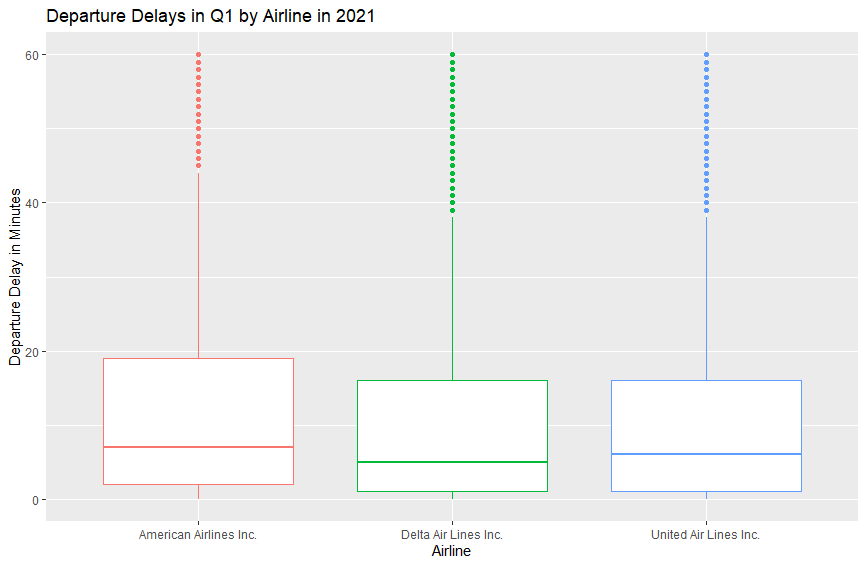 Departure Delays in Q1 by Airline in 2021
Departure Delay in Minutes
60
40
20
0
American Airlines Inc.
Delta Air Lines Inc.
United Air Lines Inc.
Airline